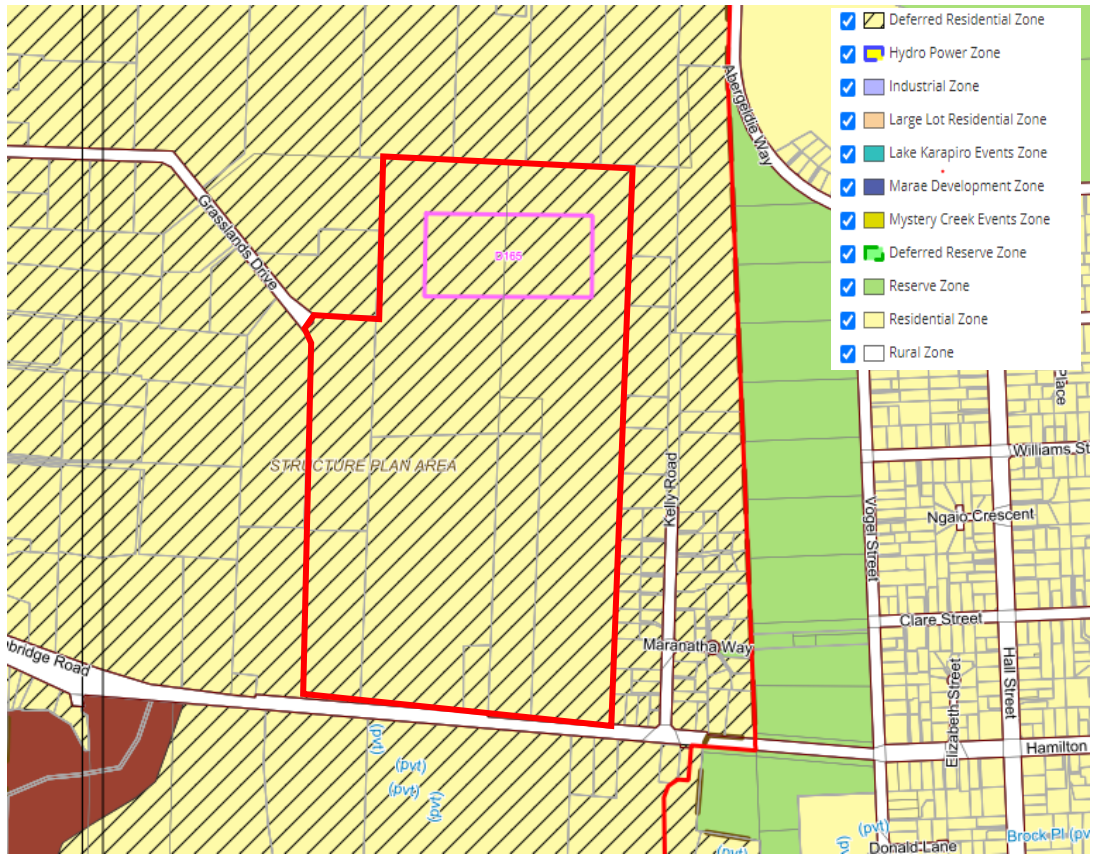 Deferred Residential Zone
Hydro Power Zone
Industrial Zone
Large Lot Residential Zone
Lake Karapiro Events Zone
Marae Development Zone
Mystery Creek Events Zone
Deferred Reserve Zone
Reserve Zone
Residential Zone
Rural Zone
Abergeldie Way
Grasslands Drive
STRUCTURE PLAN AREA
Kelly Road
Place
Williams St
Vogel Street
Ngaio Crescent
Clare Street
Maranatha Way
bridge Road
Hall Street
Elizabeth Street
Hamilton
(pvt)
(pvt)
(pvt)
(pvt)
(pvt)
(pvt)
(pvt)
Brock Pl (pv
Donald Lane